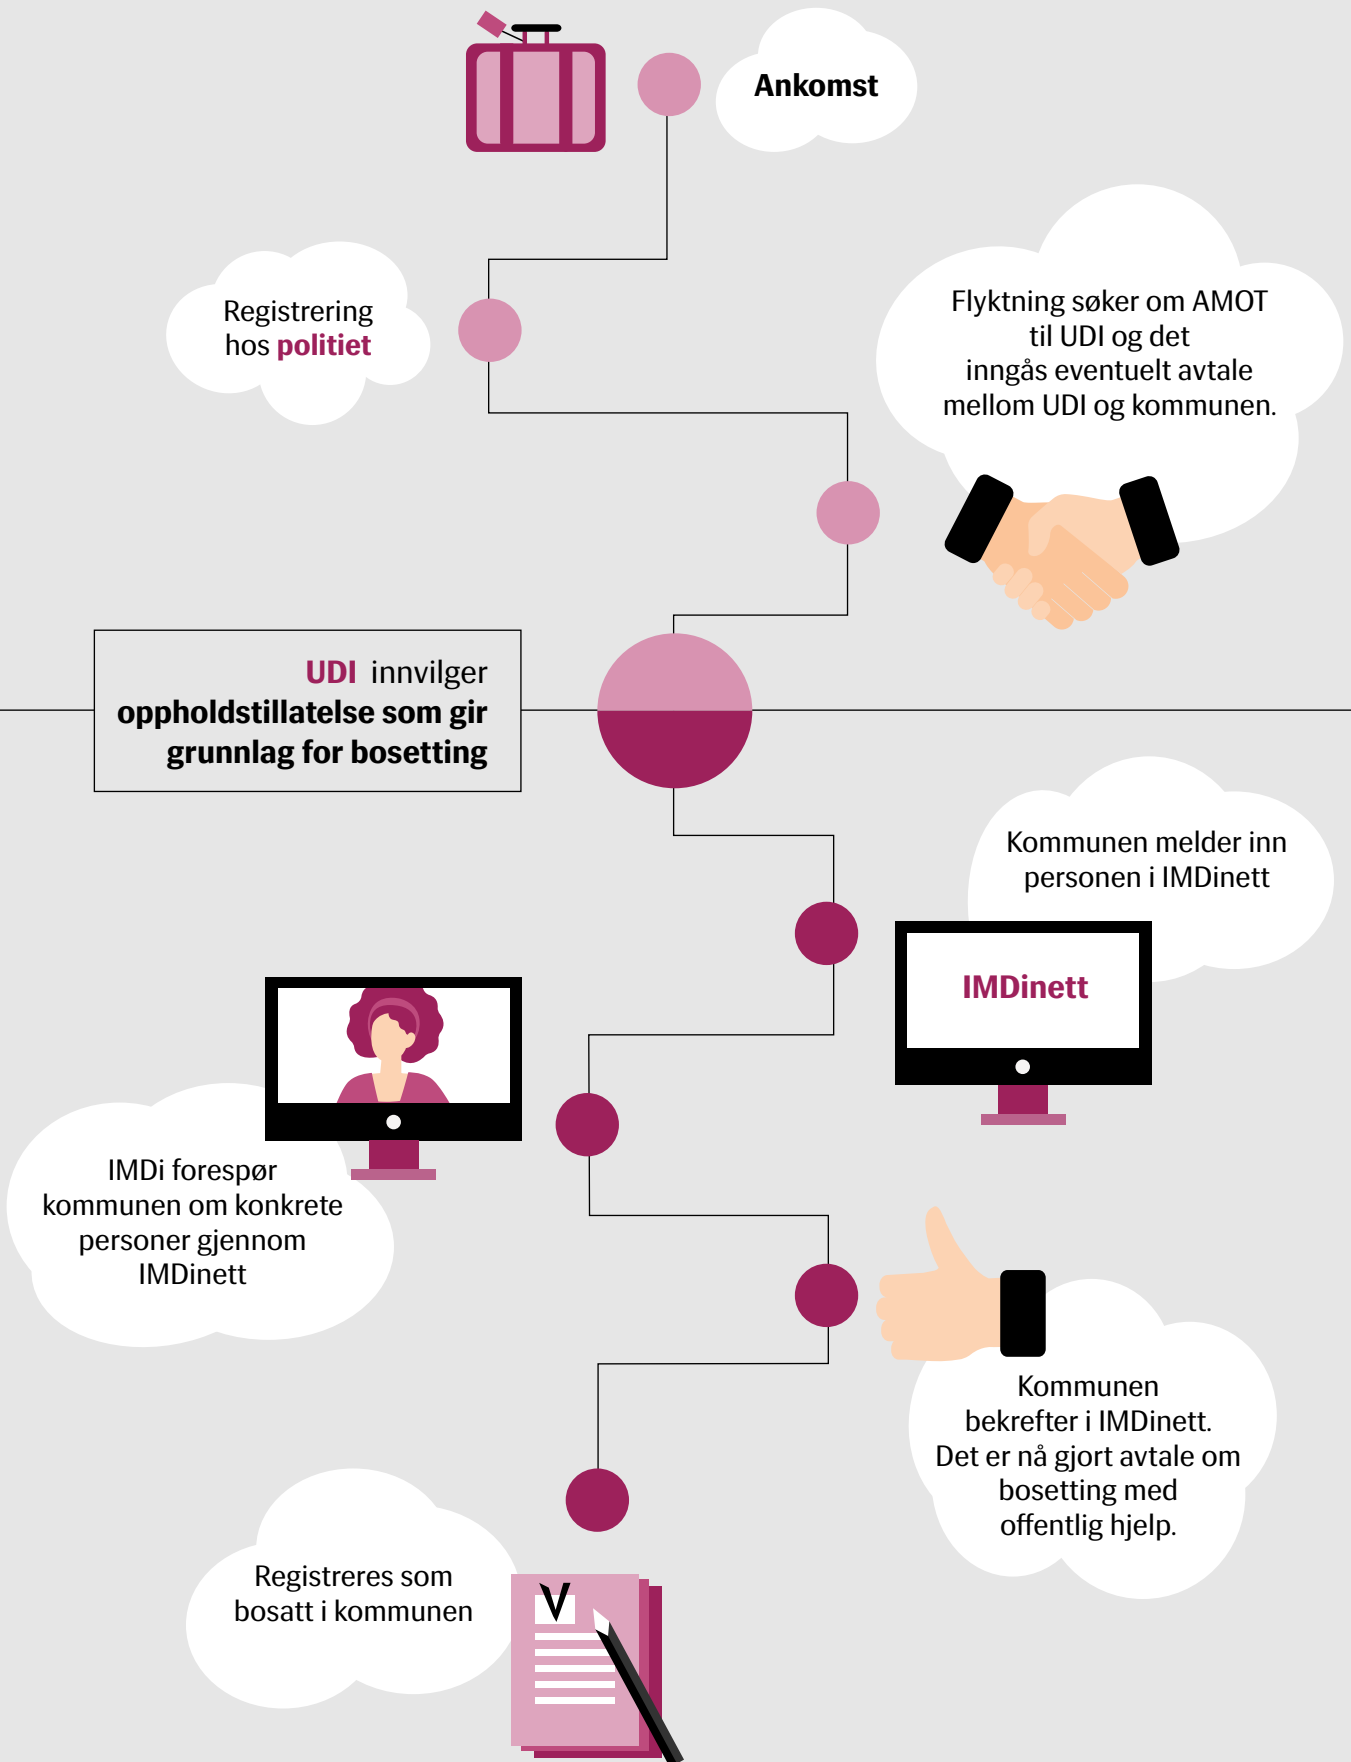 Ankomst
Registrering
hos politiet
Flyktning søker om AMOT
til UDI og det
inngås eventuelt avtale
mellom UDI og kommunen.
UDI innvilger
oppholdstillatelse som gir
grunnlag for bosetting
Kommunen melder inn
personen i IMDinett
IMDinett
IMDi forespør
kommunen om konkrete
personer gjennom
IMDinett
Kommunen
bekrefter i IMDinett.
Det er nå gjort avtale om
bosetting med
offentlig hjelp.
Registreres som
bosatt i kommunen